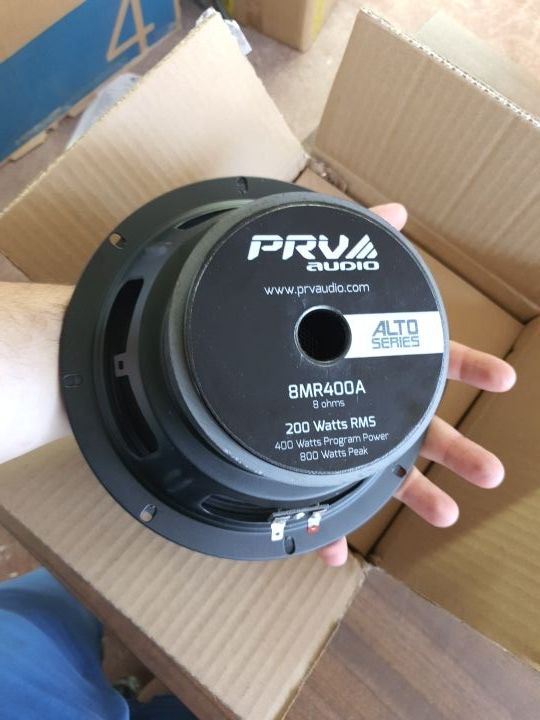 4
PRV
AUDIO
www.prvaudio.com
ALTO
SERIES
8MR400A
8 ohms
200 Watts RMS
400 Watts Program Power
800 Watts Peak